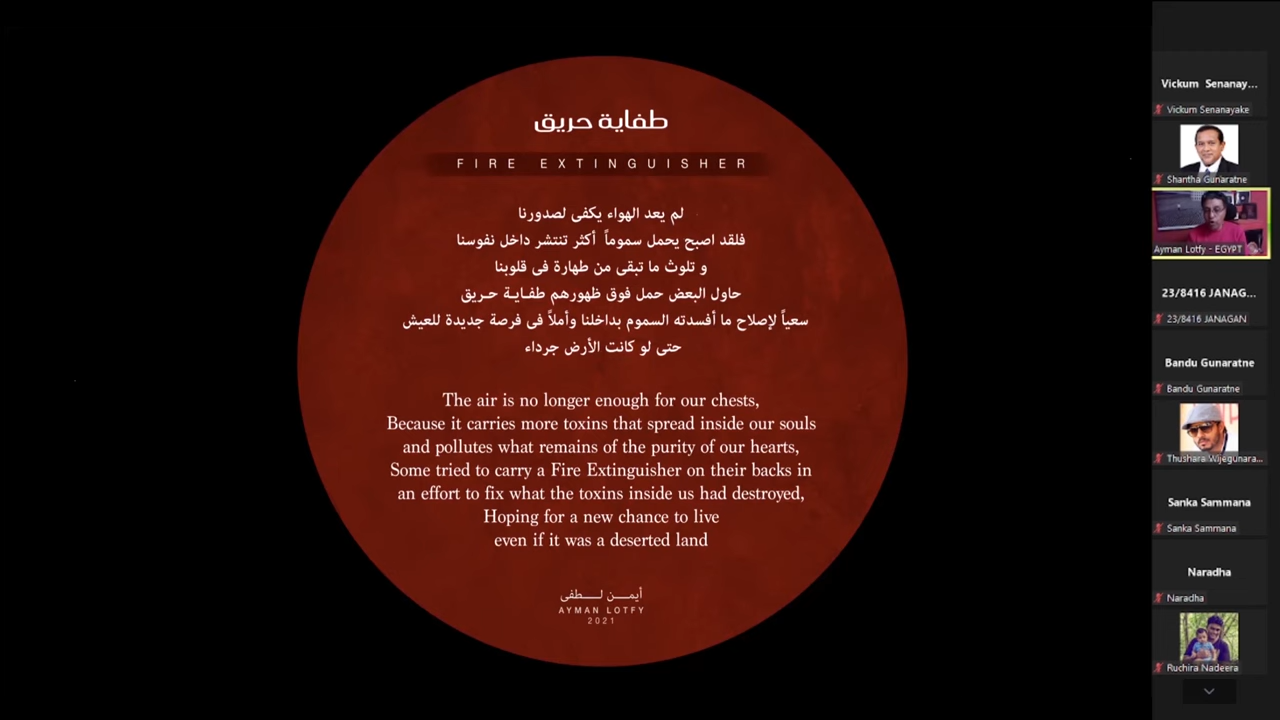 طفاية حريق
FIRE EXTINGUISHER
لم يعد الهواء يكفى لصدورنا
فلقد اصبح يحمل سموماً أكثر تنتشر داخل نفوسنا
و تلوث ما تبقى من طهارة فى قلوبنا
حاول البعض حمل فوق ظهورهم طفـايـة حـريق
سعياً لإصلاح ما أفسدته السموم بداخلنا وأملاً فى فرصة جديدة للعيش
حتى لو كانت الأرض جرداء
The air is no longer enough for our chests,
Because it carries more toxins that spread inside our souls
and pollutes what remains of the purity of our hearts,
Some tried to carry a Fire Extinguisher on their backs in
an effort to fix what the toxins inside us had destroyed,
Hoping for a new chance to live
even if it was a deserted land
أيمــن لــــطفى
AYMAN LOTFY
2021
Vickum Senanay...
Vickum Senanayake
Shantha Gunaratne
Ayman Lotfy - EGYPT
23/8416 JANAG...
23/8416 JANAGAN
Bandu Gunaratne
Bandu Gunaratne
Thushara Wijegunara...
Sanka Sammana
Sanka Sammana
Naradha
Naradha
Ruchira Nadeera